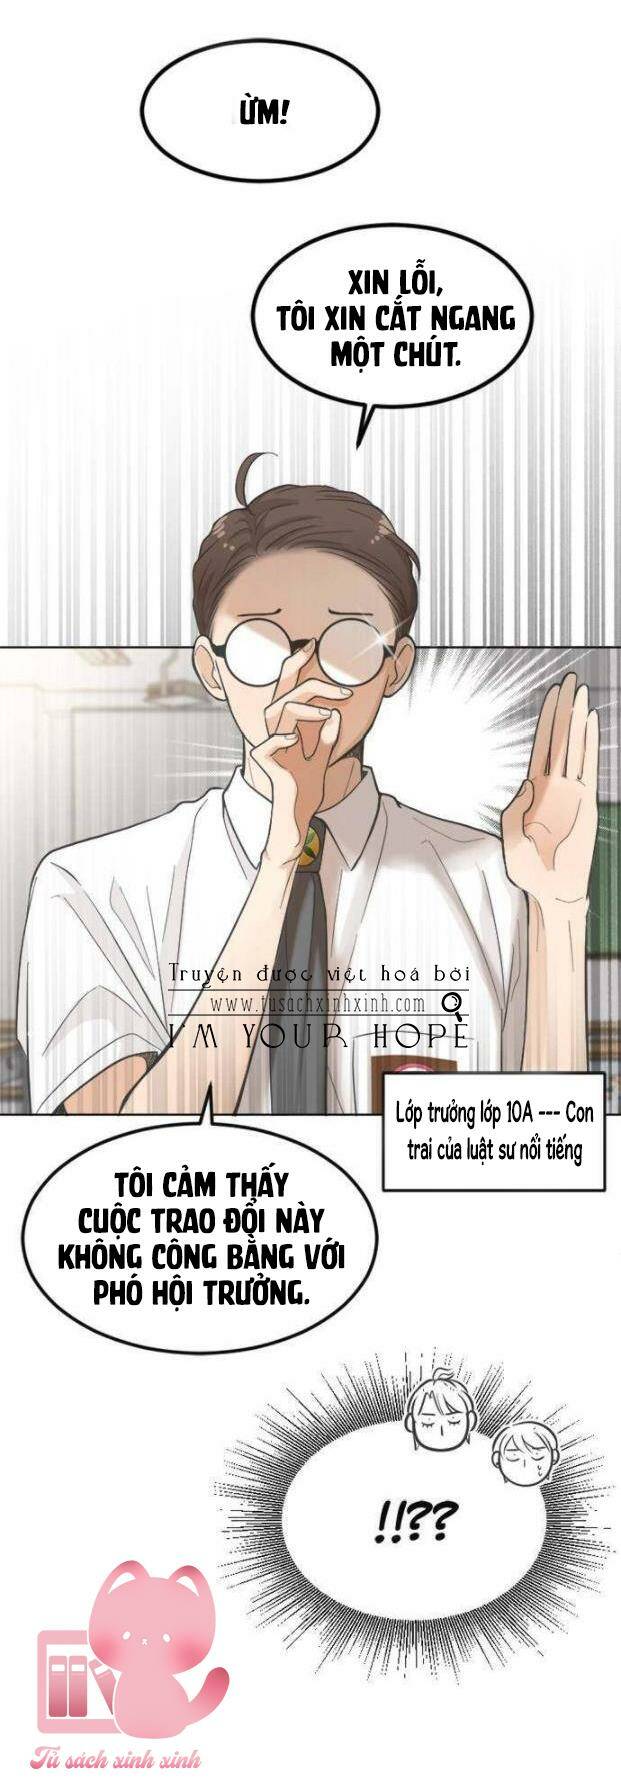 ỪM!
XIN LỖI,
TÔI XIN CẮT NGANG
MỘT CHÚT.
Truyện được việt hoá bởi
www.tusachxinhxinh.com
I'M YOUR HOPE
Lớp trưởng lớp 10A --- Con
trai của luật sư nổi tiếng
TÔI CẢM THẤY
CUỘC TRAO ĐỔI NÀY
KHÔNG CÔNG BẰNG VỚI
PHÓ HỘI TRƯỞNG.
!!??
Tủ sách xinh xinh